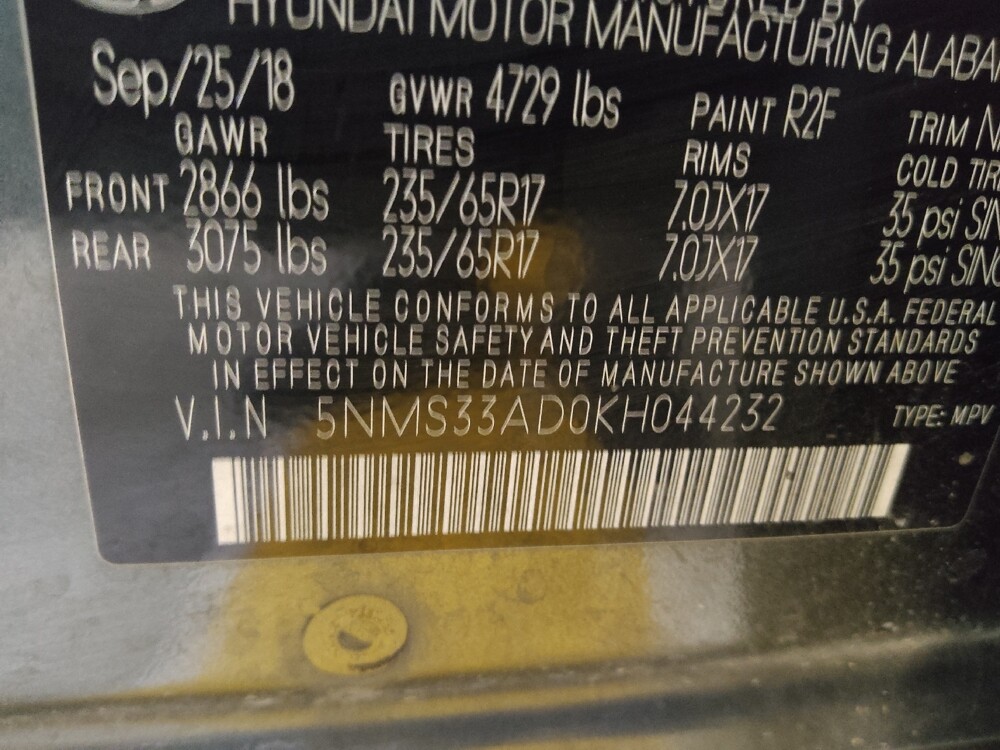 HYUNDAI MOTOR MANUFACTURING
Sep/25/18 GVWR 4729 lbs PAINT R2F TRIM
GAWR TIRES RIMS COLD
FRONT 2866 lbs 235/65R17 7.0JX17 35 psi
REAR 3075 lbs 235/65R17 7.0JX17 35 psi
THIS VEHICLE CONFORMS TO ALL APPLICABLE U.S.A. FEDERAL
MOTOR VEHICLE SAFETY AND THEFT PREVENTION STANDARDS
IN EFFECT ON THE DATE OF MANUFACTURE SHOWN ABOVE
V.I.N 5NMS33AD0KH044232 TYPE: MPV